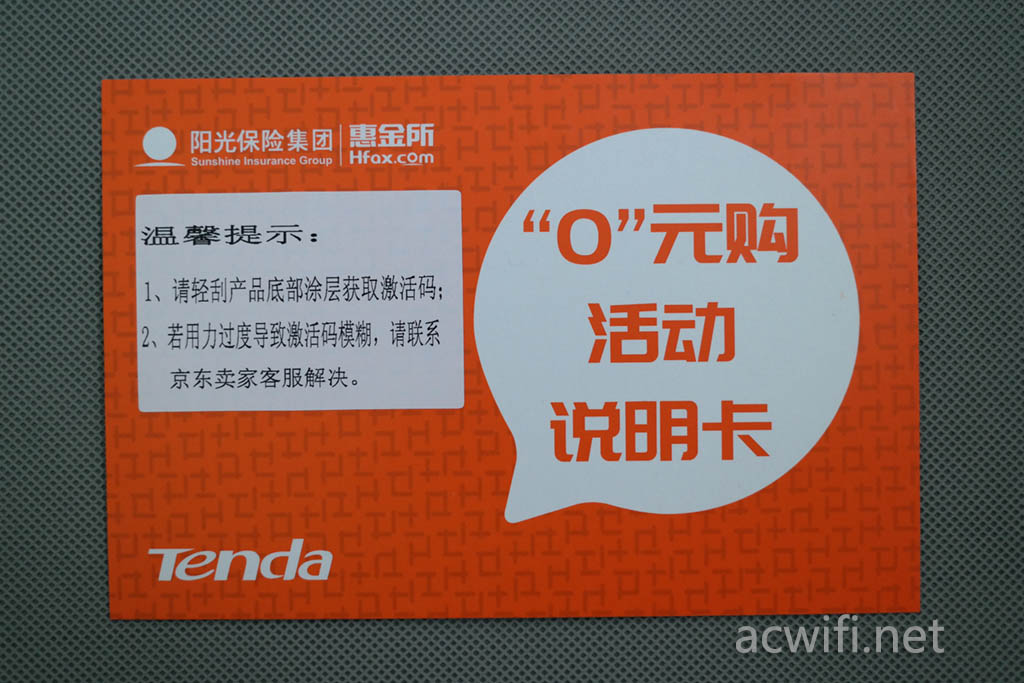 阳光保险集团
Sunshine Insurance Group
惠金所
Hfax.com
温馨提示：
1、请轻刮产品底部涂层获取激活码；
2、若用力过度导致激活码模糊，请联系
京东卖家客服解决。
“0”元购
活动
说明卡
Tenda
acwifi.net